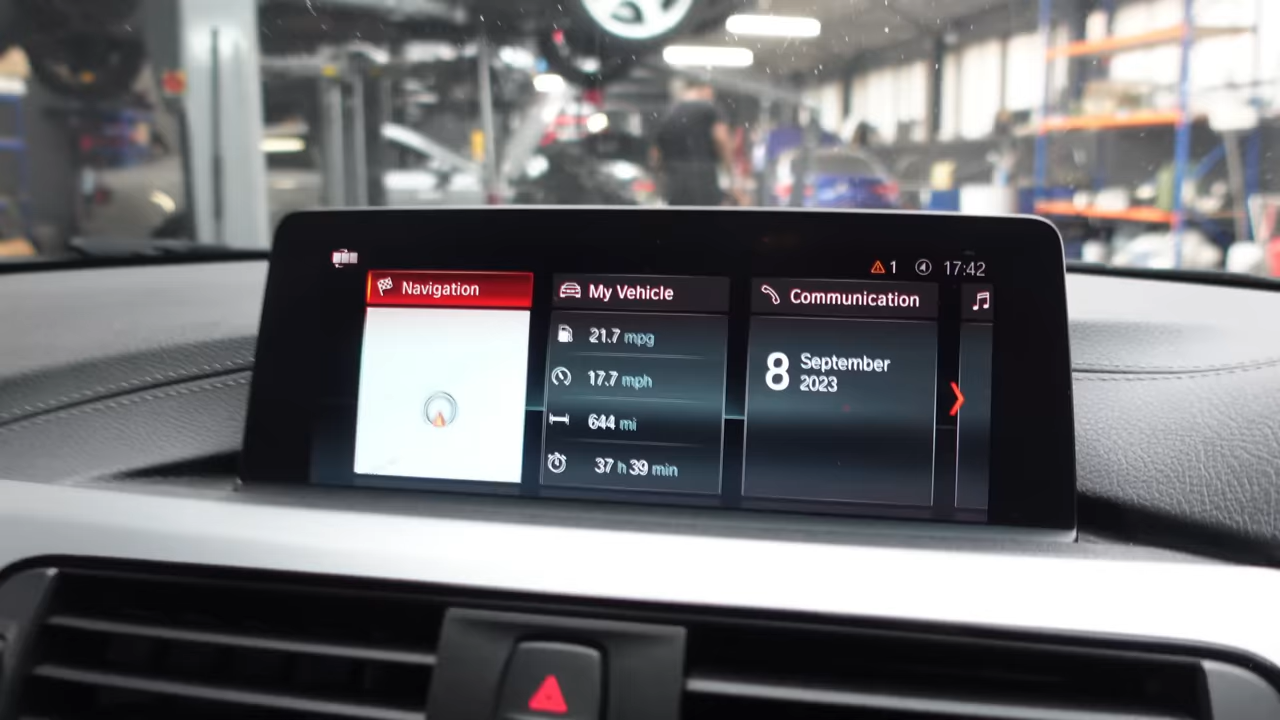 1 17:42
Navigation
My Vehicle
21.7 mpg
17.7 mph
644 mi
37 h 39 min
Communication
8 September
2023